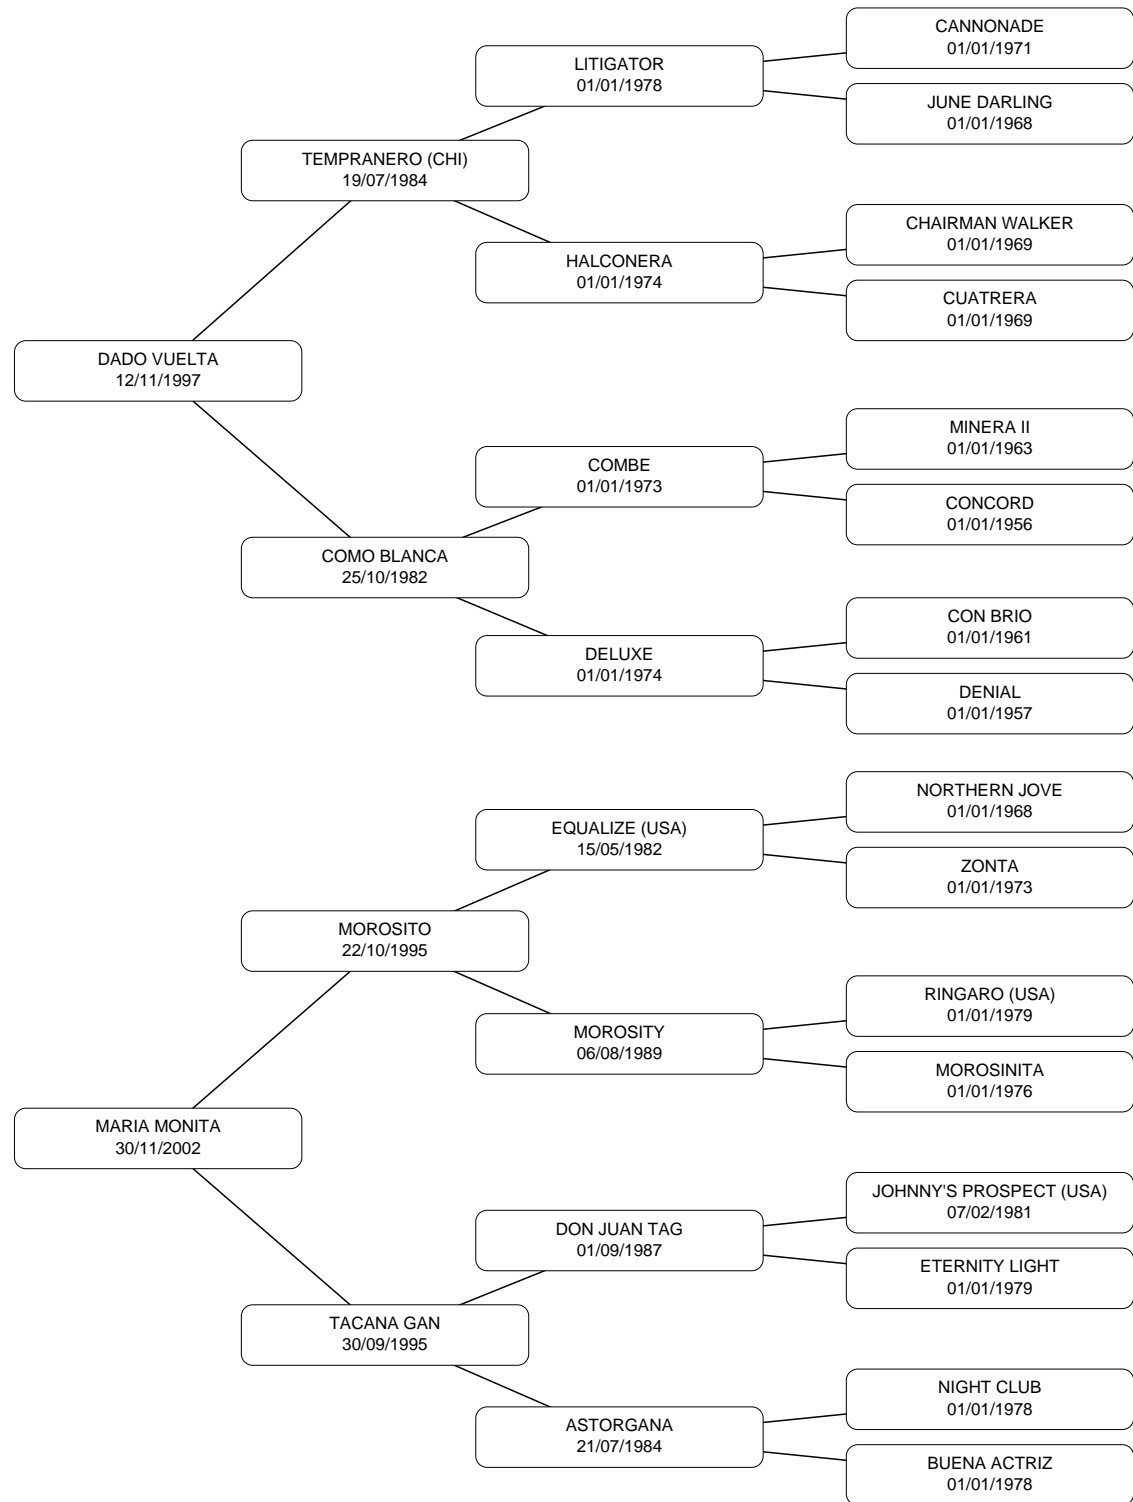 CANNONADE
01/01/1971
LITIGATOR
01/01/1978
JUNE DARLING
01/01/1968
TEMPRANERO (CHI)
19/07/1984
CHAIRMAN WALKER
01/01/1969
HALCONERA
01/01/1974
CUATRERA
01/01/1969
DADO VUELTA
12/11/1997
MINERA II
01/01/1963
COMBE
01/01/1973
CONCORD
01/01/1956
COMO BLANCA
25/10/1982
CON BRIO
01/01/1961
DELUXE
01/01/1974
DENIAL
01/01/1957
NORTHERN JOVE
01/01/1968
EQUALIZE (USA)
15/05/1982
ZONTA
01/01/1973
MOROSITO
22/10/1995
RINGARO (USA)
01/01/1979
MOROSITY
06/08/1989
MOROSINITA
01/01/1976
MARIA MONITA
30/11/2002
JOHNNY'S PROSPECT (USA)
07/02/1981
DON JUAN TAG
01/09/1987
ETERNITY LIGHT
01/01/1979
TACANA GAN
30/09/1995
NIGHT CLUB
01/01/1978
ASTORGANA
21/07/1984
BUENA ACTRIZ
01/01/1978